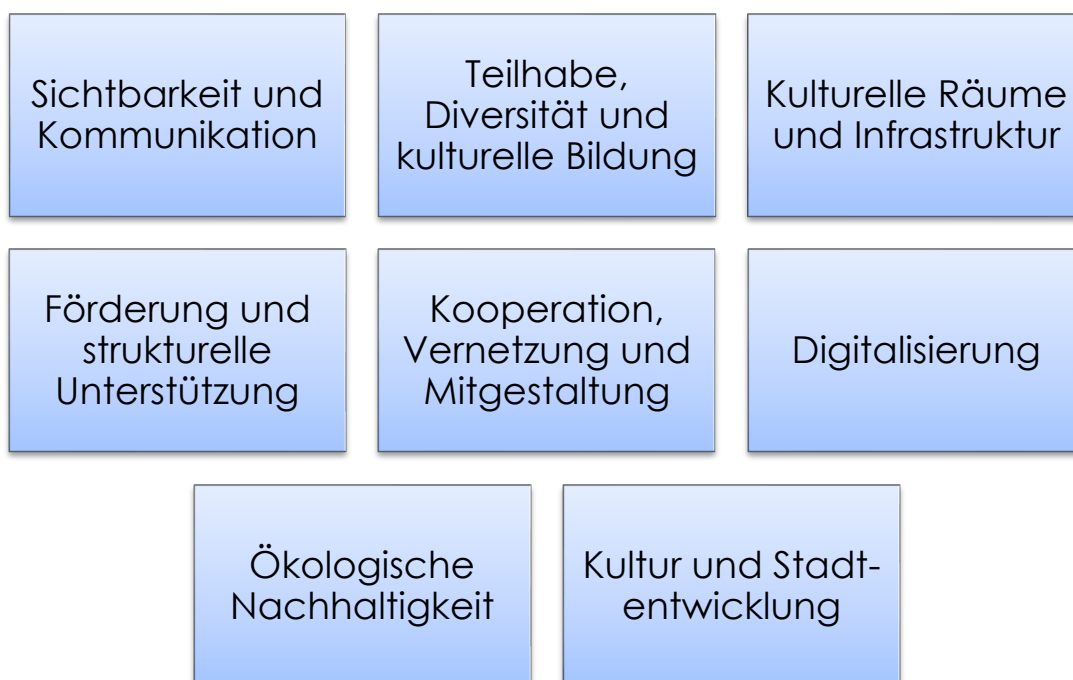 Sichtbarkeit und
Kommunikation
Teilhabe,
Diversität und
kulturelle Bildung
Kulturelle Räume
und Infrastruktur
Förderung und
strukturelle
Unterstützung
Kooperation,
Vernetzung und
Mitgestaltung
Digitalisierung
Ökologische
Nachhaltigkeit
Kultur und Stadt-
entwicklung